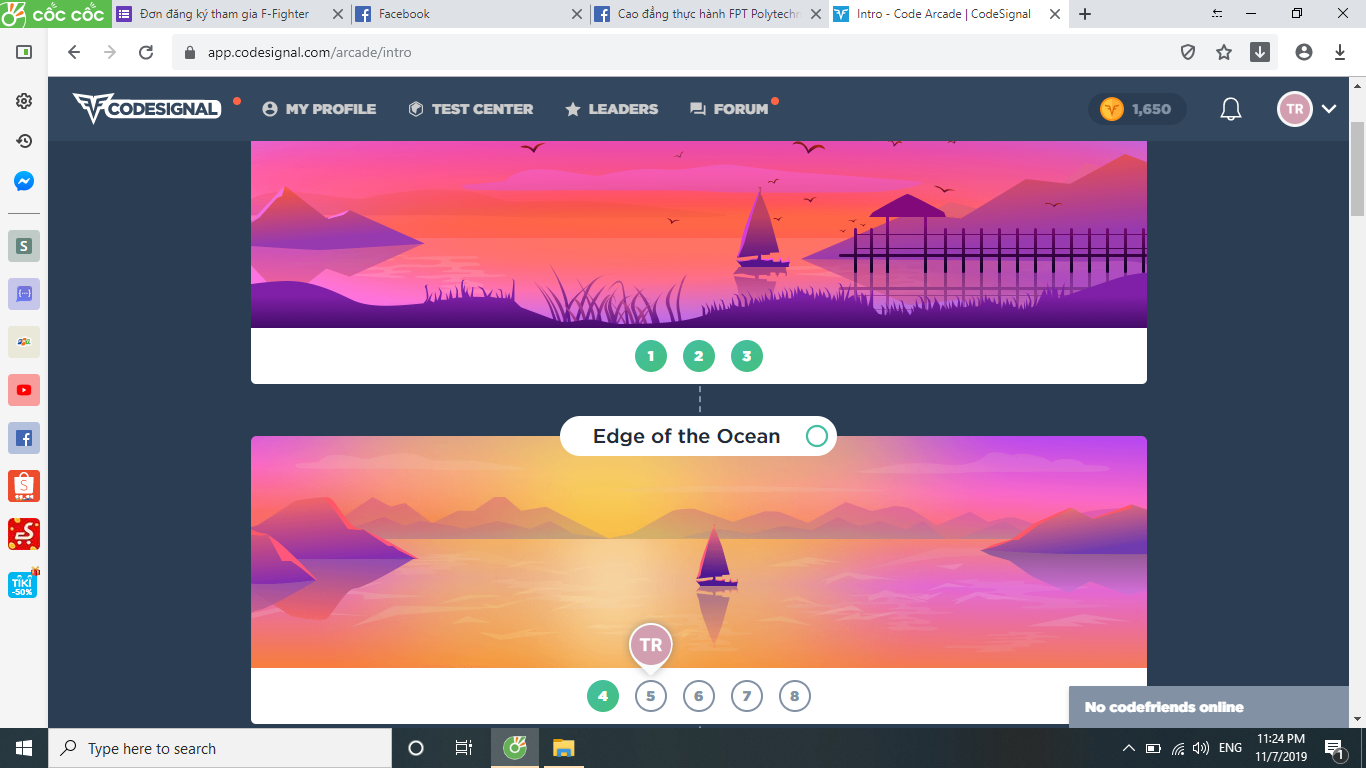 cốc cốc
Đơn đăng ký tham gia F-Fighter
Facebook
Cao đẳng thực hành FPT Polytechn
Intro - Code Arcade | CodeSignal
app.codesignal.com/arcade/intro
CODESIGNAL
MY PROFILE
TEST CENTER
LEADERS
FORUM
1,650
TR
1 2 3
Edge of the Ocean
TR
4 5 6 7 8
No codefriends online
S
S
TIKI
-50%
Type here to search
ENG
11:24 PM
11/7/2019
1